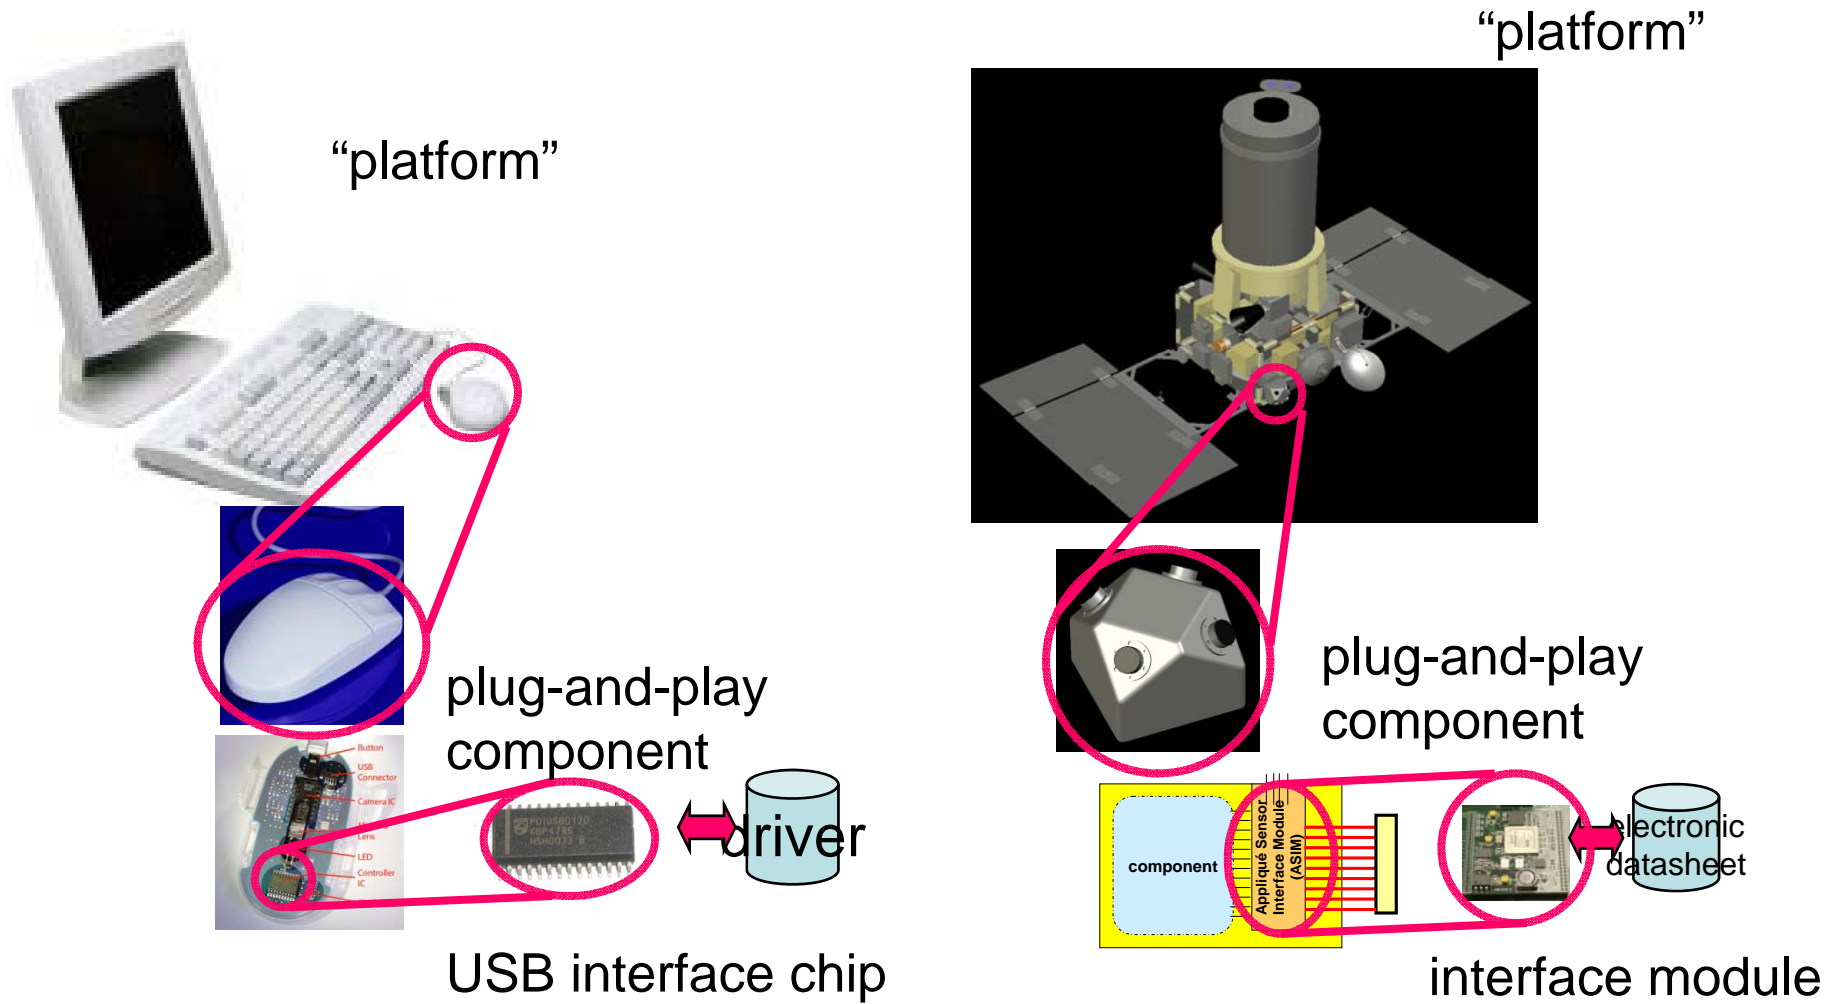 “platform”
“platform”
plug-and-play
component
plug-and-play
component
Button
USB
Connector
Camera IC
Lens
LED
Controller
IC
driver
component
Appliqué Sensor
Interface Module
(ASIM)
electronic
datasheet
USB interface chip
interface module